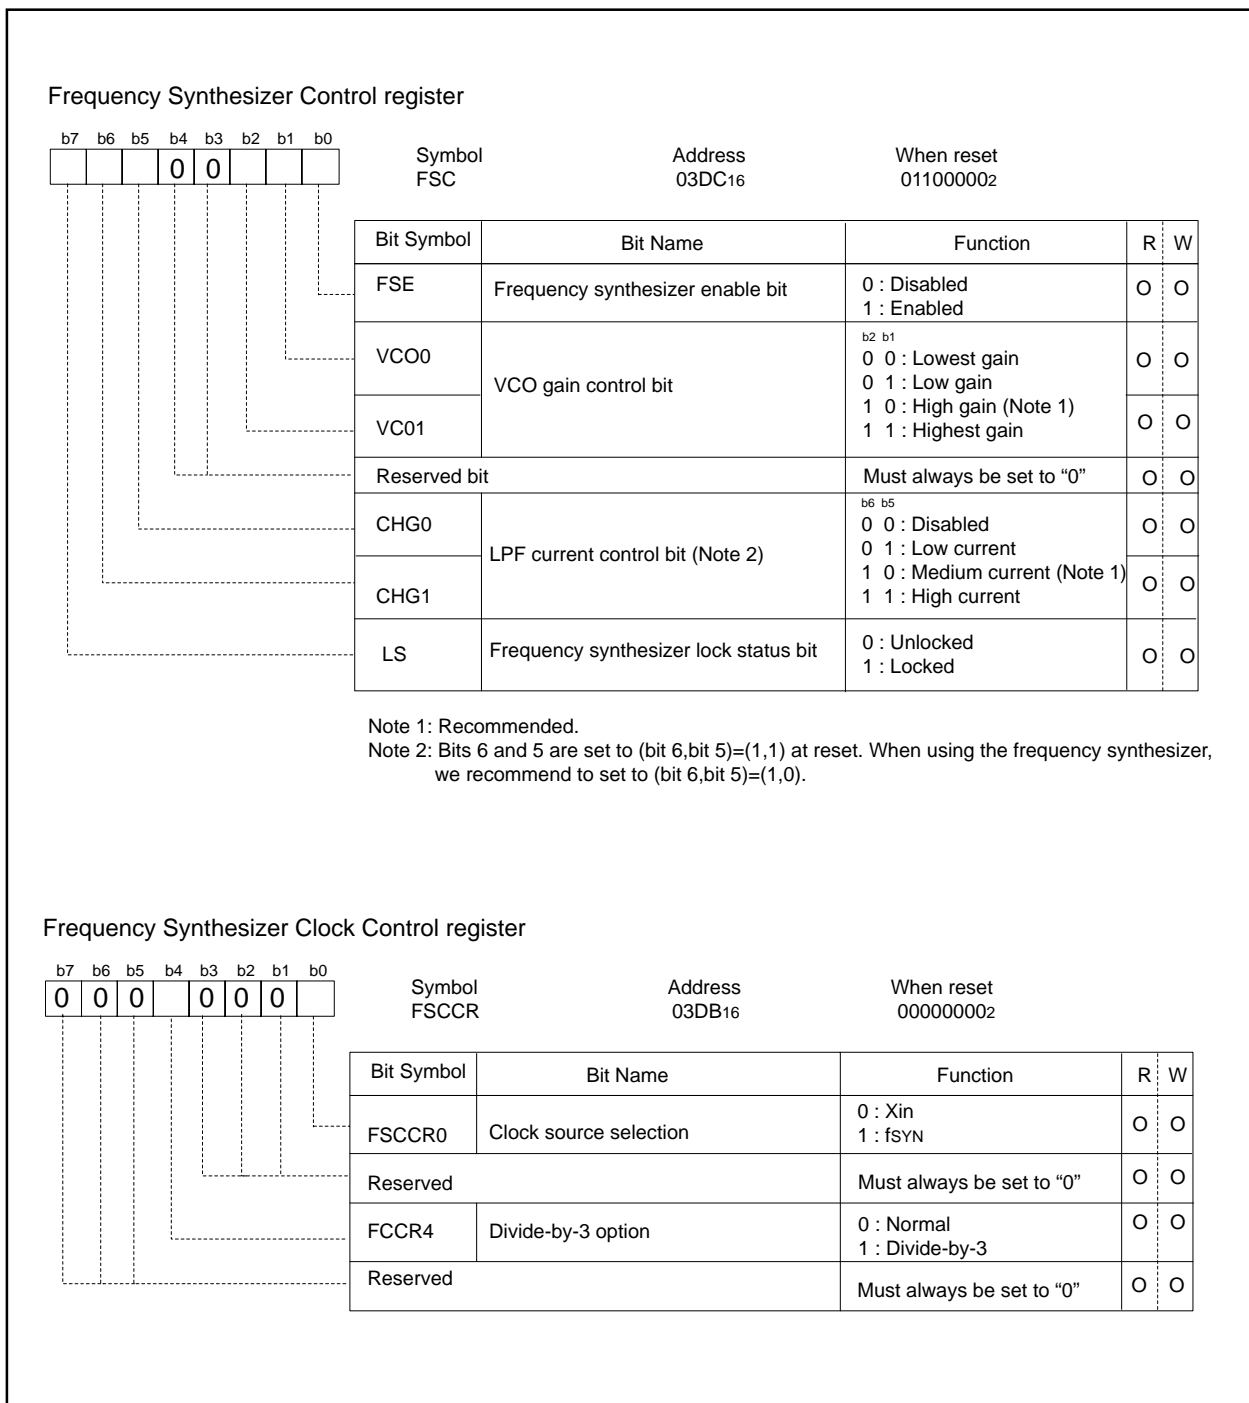 Frequency Synthesizer Control register
b7 b6 b5 b4 b3 b2 b1 b0
0 0
Symbol Address When reset
FSC 03DC16 011000002
Bit Symbol Bit Name Function R W
FSE Frequency synthesizer enable bit 0 : Disabled O O
1 : Enabled
VCO0 VCO gain control bit b2 b1
0 0 : Lowest gain O O
0 1 : Low gain
1 0 : High gain (Note 1)
VC01 1 1 : Highest gain O O
Reserved bit Must always be set to “0” O O
CHG0 LPF current control bit (Note 2) b6 b5
0 0 : Disabled O O
0 1 : Low current
1 0 : Medium current (Note 1)
CHG1 1 1 : High current O O
LS Frequency synthesizer lock status bit 0 : Unlocked O O
1 : Locked
Note 1: Recommended.
Note 2: Bits 6 and 5 are set to (bit 6,bit 5)=(1,1) at reset. When using the frequency synthesizer,
we recommend to set to (bit 6,bit 5)=(1,0).
Frequency Synthesizer Clock Control register
b7 b6 b5 b4 b3 b2 b1 b0
0 0 0 0 0 0
Symbol Address When reset
FSCCR 03DB16 000000002
Bit Symbol Bit Name Function R W
FSCCR0 Clock source selection 0 : Xin O O
1 : fSYN
Reserved Must always be set to “0” O O
FCCR4 Divide-by-3 option 0 : Normal O O
1 : Divide-by-3
Reserved Must always be set to “0” O O